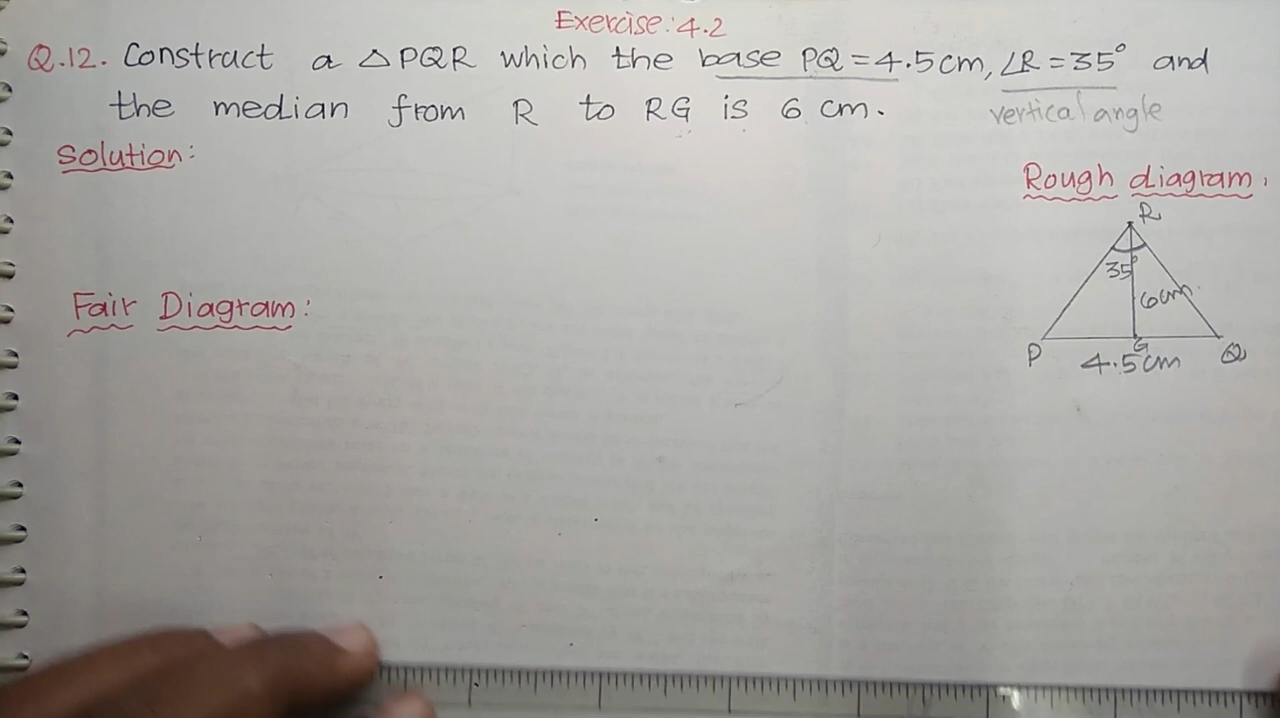 Exercise:4.2
Q.12. Construct a △PQR which the base PQ=4.5cm, ∠R=35° and
the median from R to RG is 6 cm.
vertical angle
Solution:
Rough diagram.
R
35°
6cm
P
G
Q
4.5cm
Fair Diagram: